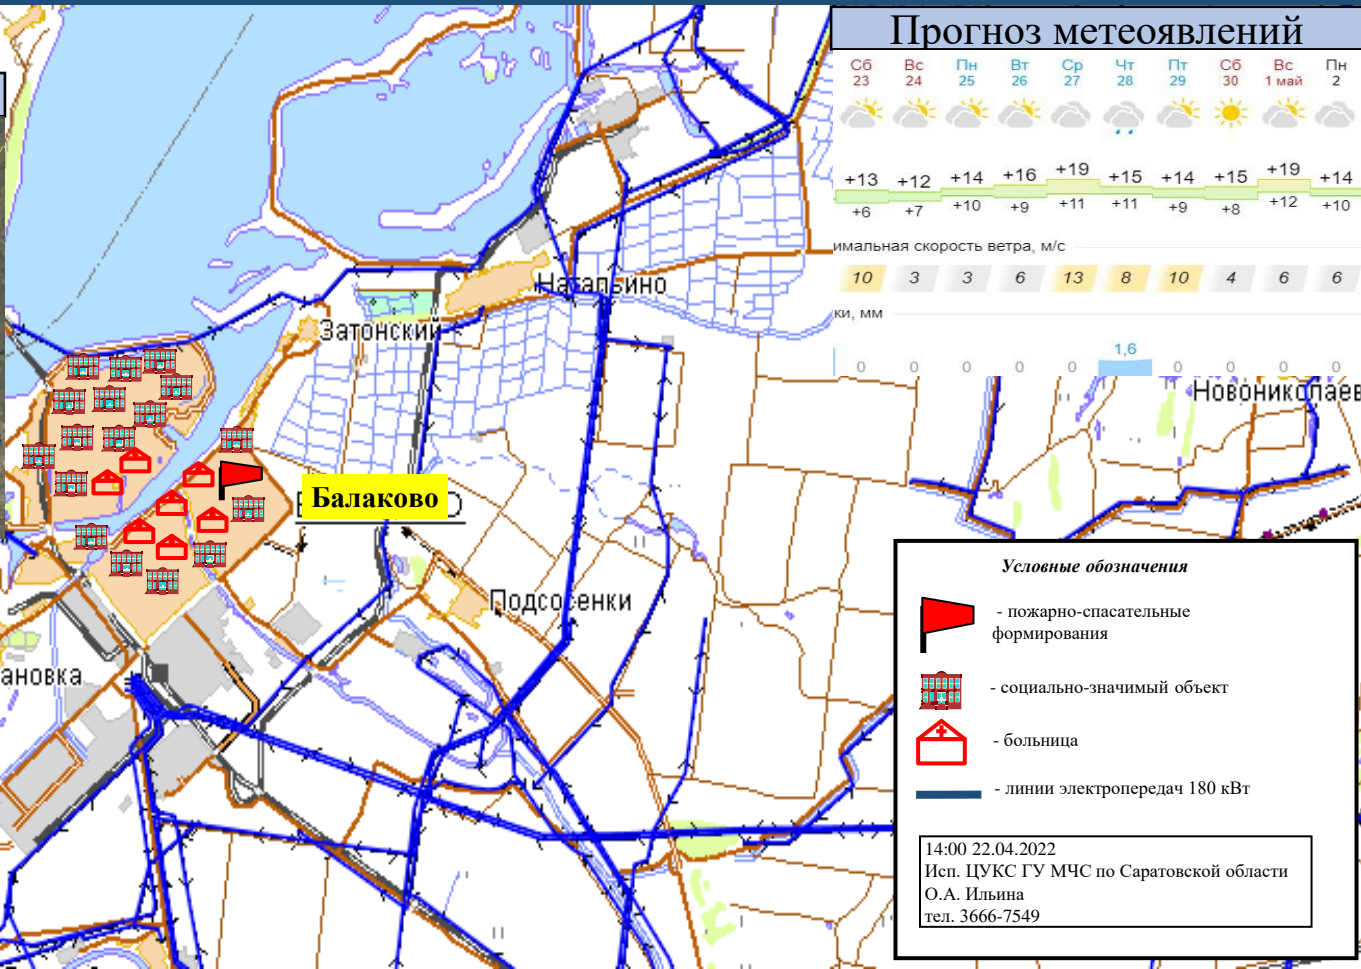 Прогноз метеоявлений
Сб Вс Пн Вт Ср Чт Пт Сб Вс Пн
23 24 25 26 27 28 29 30 1 май 2
+13 +12 +14 +16 +19 +15 +14 +15 +19 +14
+6 +7 +10 +9 +11 +11 +9 +8 +12 +10
имальная скорость ветра, м/с
10 3 3 6 13 8 10 4 6 6
ки, мм
1,6
0 0 0 0 0 0 0 0 0
Натальино
Затонский
Новониколаев
Балаково
Подсосенки
ановка
Условные обозначения
- пожарно-спасательные
формирования
- социально-значимый объект
- больница
- линии электропередач 180 кВт
14:00 22.04.2022
Исп. ЦУКС ГУ МЧС по Саратовской области
О.А. Ильина
тел. 3666-7549